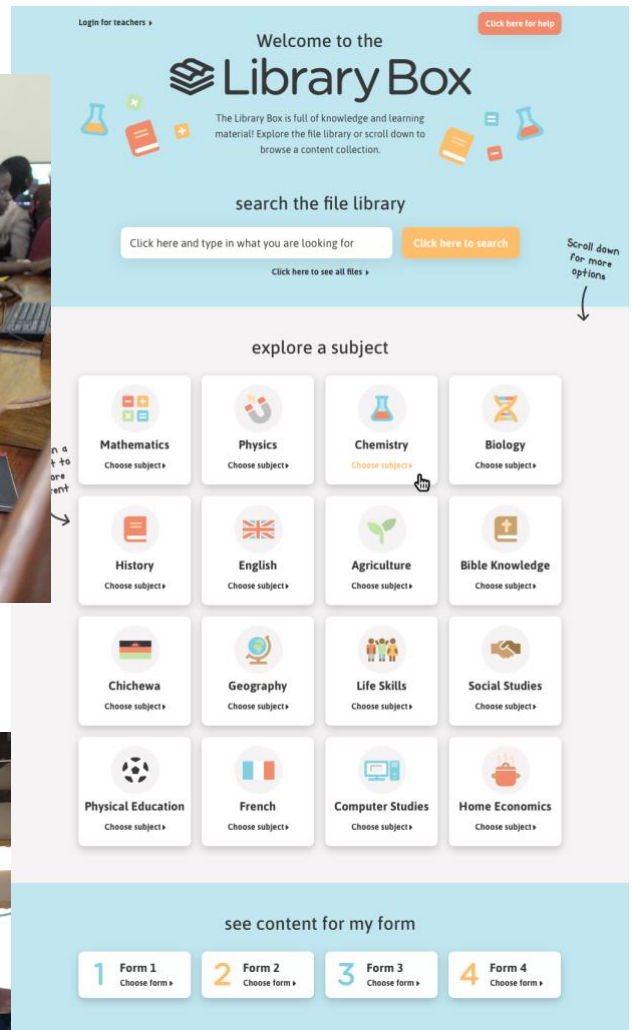 Login for teachers ▸
Click here for help
Welcome to the
Library Box
The Library Box is full of knowledge and learning
material! Explore the file library or scroll down to
browse a content collection.
search the file library
Click here and type in what you are looking for
Click here to search
Click here to see all files ▸
Scroll down
for more
options
explore a subject
Mathematics
Choose subject ▸
Physics
Choose subject ▸
Chemistry
Choose subject ▸
Biology
Choose subject ▸
History
Choose subject ▸
English
Choose subject ▸
Agriculture
Choose subject ▸
Bible Knowledge
Choose subject ▸
Chichewa
Choose subject ▸
Geography
Choose subject ▸
Life Skills
Choose subject ▸
Social Studies
Choose subject ▸
Physical Education
Choose subject ▸
French
Choose subject ▸
Computer Studies
Choose subject ▸
Home Economics
Choose subject ▸
see content for my form
1
Form 1
Choose form ▸
2
Form 2
Choose form ▸
3
Form 3
Choose form ▸
4
Form 4
Choose form ▸